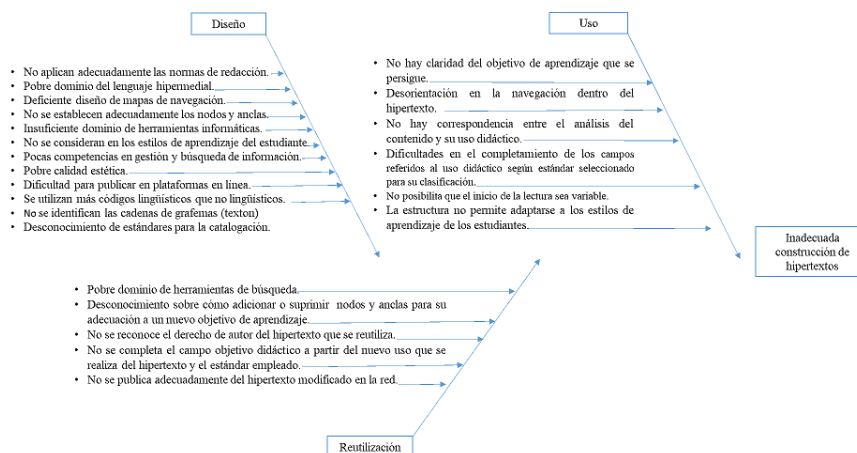 Diseño
• No aplican adecuadamente las normas de redacción.
• Pobre dominio del lenguaje hipermedial.
• Deficiente diseño de mapas de navegación.
• No se establecen adecuadamente los nodos y anclas.
• Insuficiente dominio de herramientas informáticas.
• No se consideran en los estilos de aprendizaje del estudiante.
• Pocas competencias en gestión y búsqueda de información.
• Pobre calidad estética.
• Dificultad para publicar en plataformas en línea.
• Se utilizan más códigos lingüísticos que no lingüísticos.
• No se identifican las cadenas de grafemas (texton)
• Desconocimiento de estándares para la catalogación.
Uso
• No hay claridad del objetivo de aprendizaje que se
persigue.
• Desorientación en la navegación dentro del
hipertexto.
• No hay correspondencia entre el análisis del
contenido y su uso didáctico.
• Dificultades en el completamiento de los campos
referidos al uso didáctico según estándar seleccionado
para su clasificación.
• No posibilita que el inicio de la lectura sea variable.
• La estructura no permite adaptarse a los estilos de
aprendizaje de los estudiantes.
Inadecuada
construcción de
hipertextos
• Pobre dominio de herramientas de búsqueda.
• Desconocimiento sobre cómo adicionar o suprimir nodos y anclas para su
adecuación a un nuevo objetivo de aprendizaje.
• No se reconoce el derecho de autor del hipertexto que se reutiliza.
• No se completa el campo objetivo didáctico a partir del nuevo uso que se
realiza del hipertexto y el estándar empleado.
• No se publica adecuadamente del hipertexto modificado en la red.
Reutilización